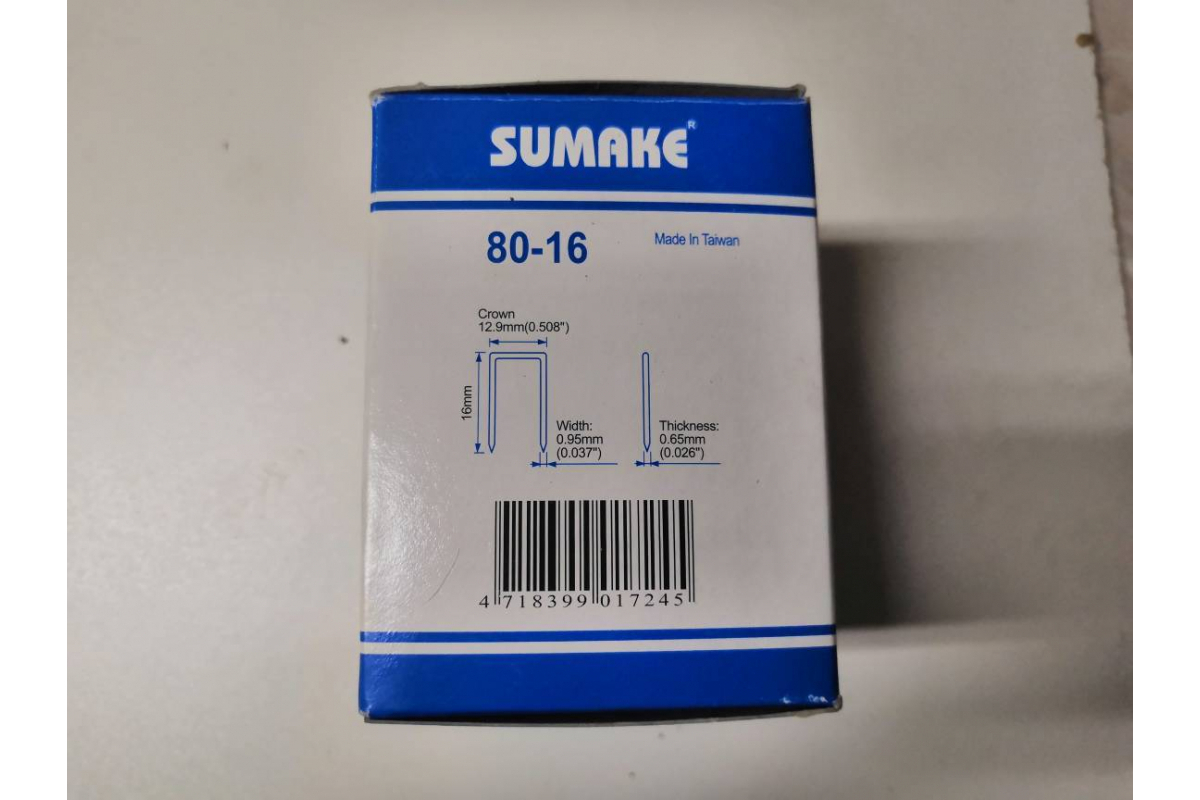 SUMAKE®
80-16
Made In Taiwan
Crown
12.9mm(0.508")
16mm
Width:
0.95mm
(0.037")
Thickness:
0.65mm
(0.026")
4 718399 017245